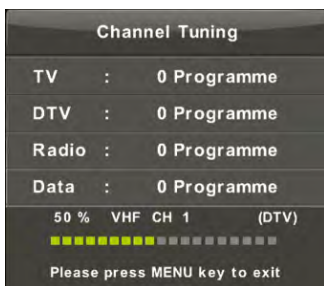 Channel Tuning
TV : 0 Programme
DTV : 0 Programme
Radio : 0 Programme
Data : 0 Programme
50 % VHF CH 1 (DTV)
Please press MENU key to exit